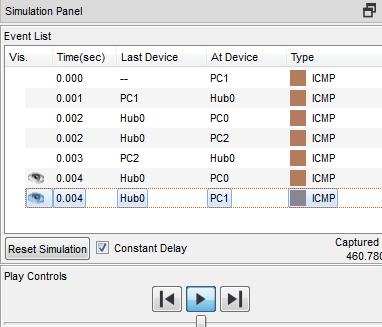 Simulation Panel
Event List
Vis. Time(sec) Last Device At Device Type
0.000 -- PC1 ICMP
0.001 PC1 Hub0 ICMP
0.002 Hub0 PC0 ICMP
0.002 Hub0 PC2 ICMP
0.003 PC2 Hub0 ICMP
0.004 Hub0 PC0 ICMP
0.004 Hub0 PC1 ICMP
Reset Simulation Constant Delay Captured
460.780
Play Controls